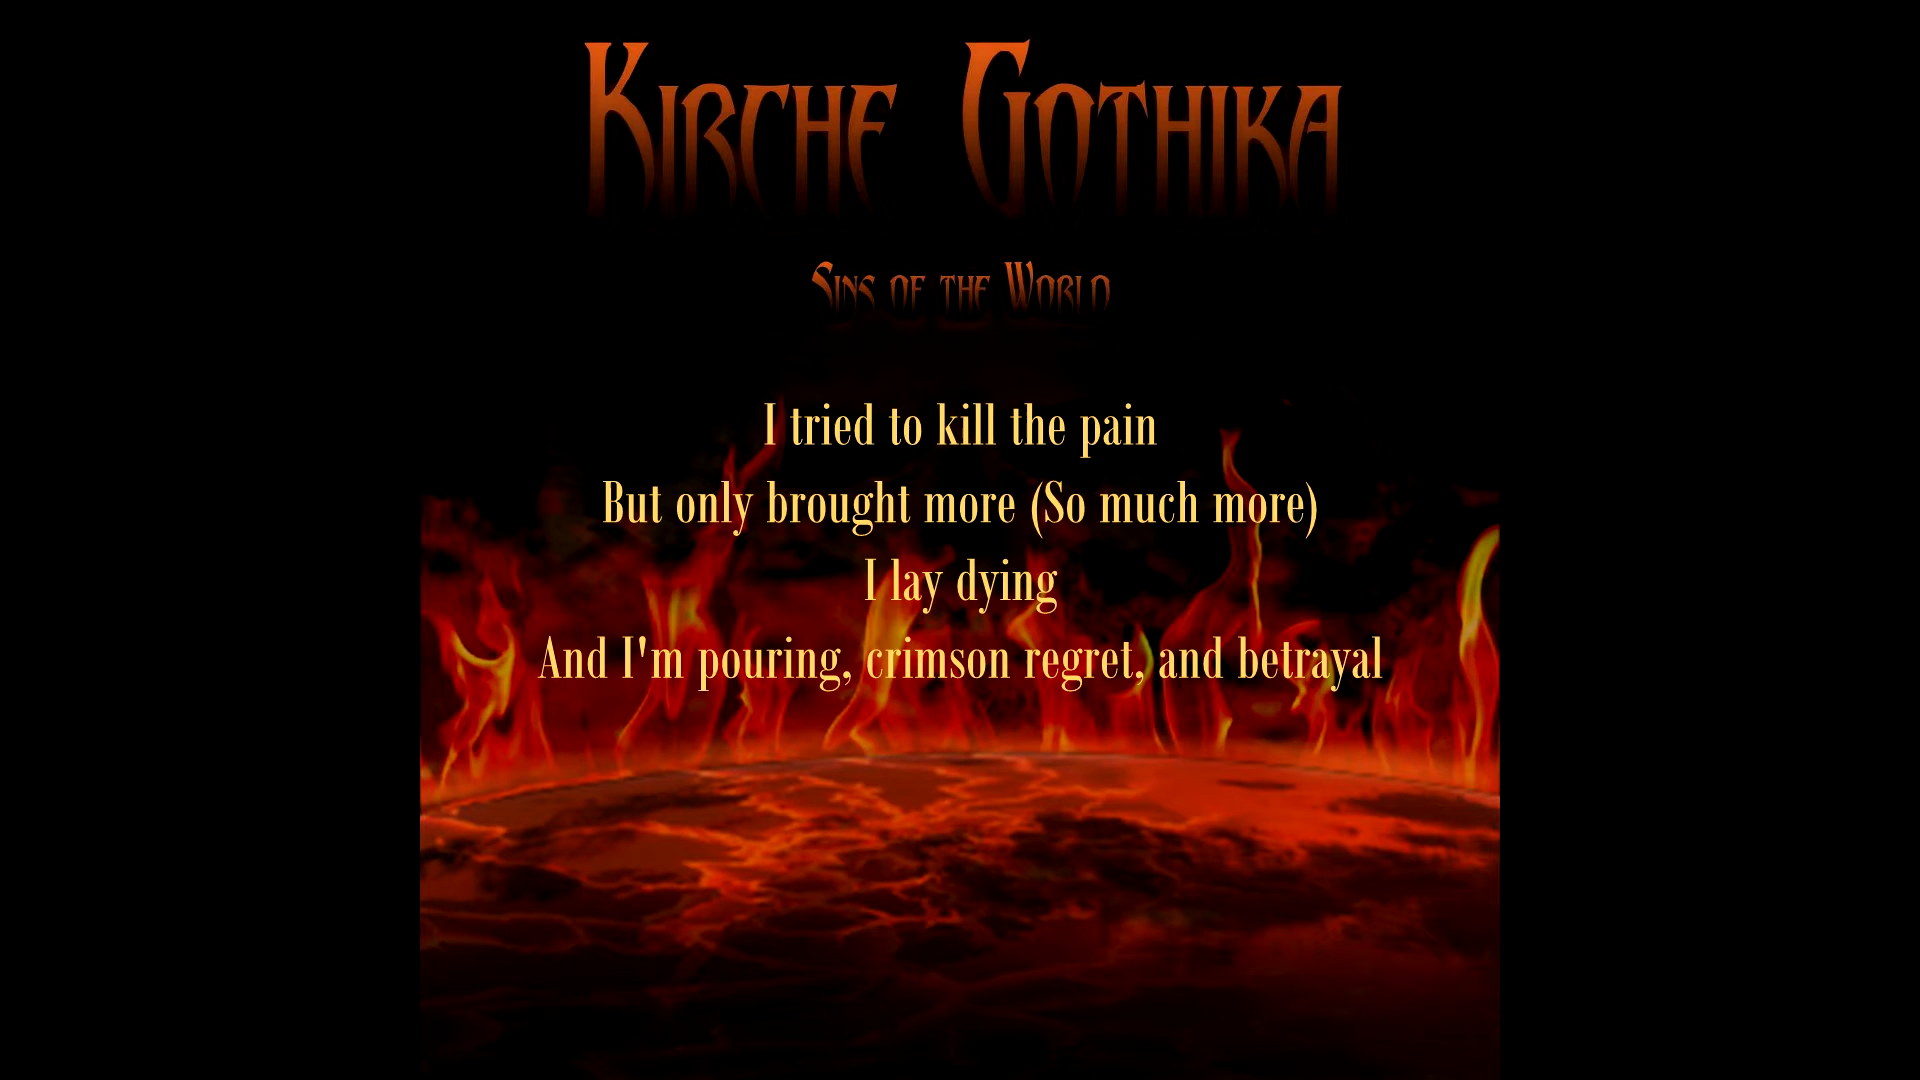 Kirche Gothika
Sins of the World
I tried to kill the pain
But only brought more (So much more)
I lay dying
And I'm pouring, crimson regret, and betrayal